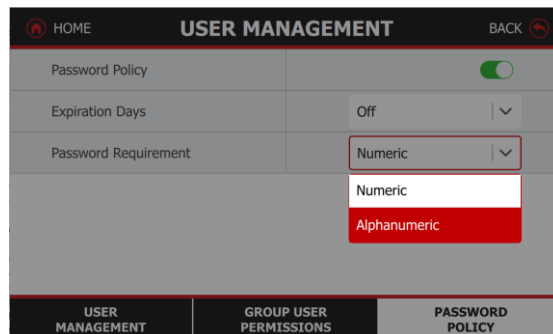 HOME USER MANAGEMENT BACK
Password Policy
Expiration Days Off
Password Requirement Numeric
Numeric
Alphanumeric
USER MANAGEMENT
GROUP USER PERMISSIONS
PASSWORD POLICY